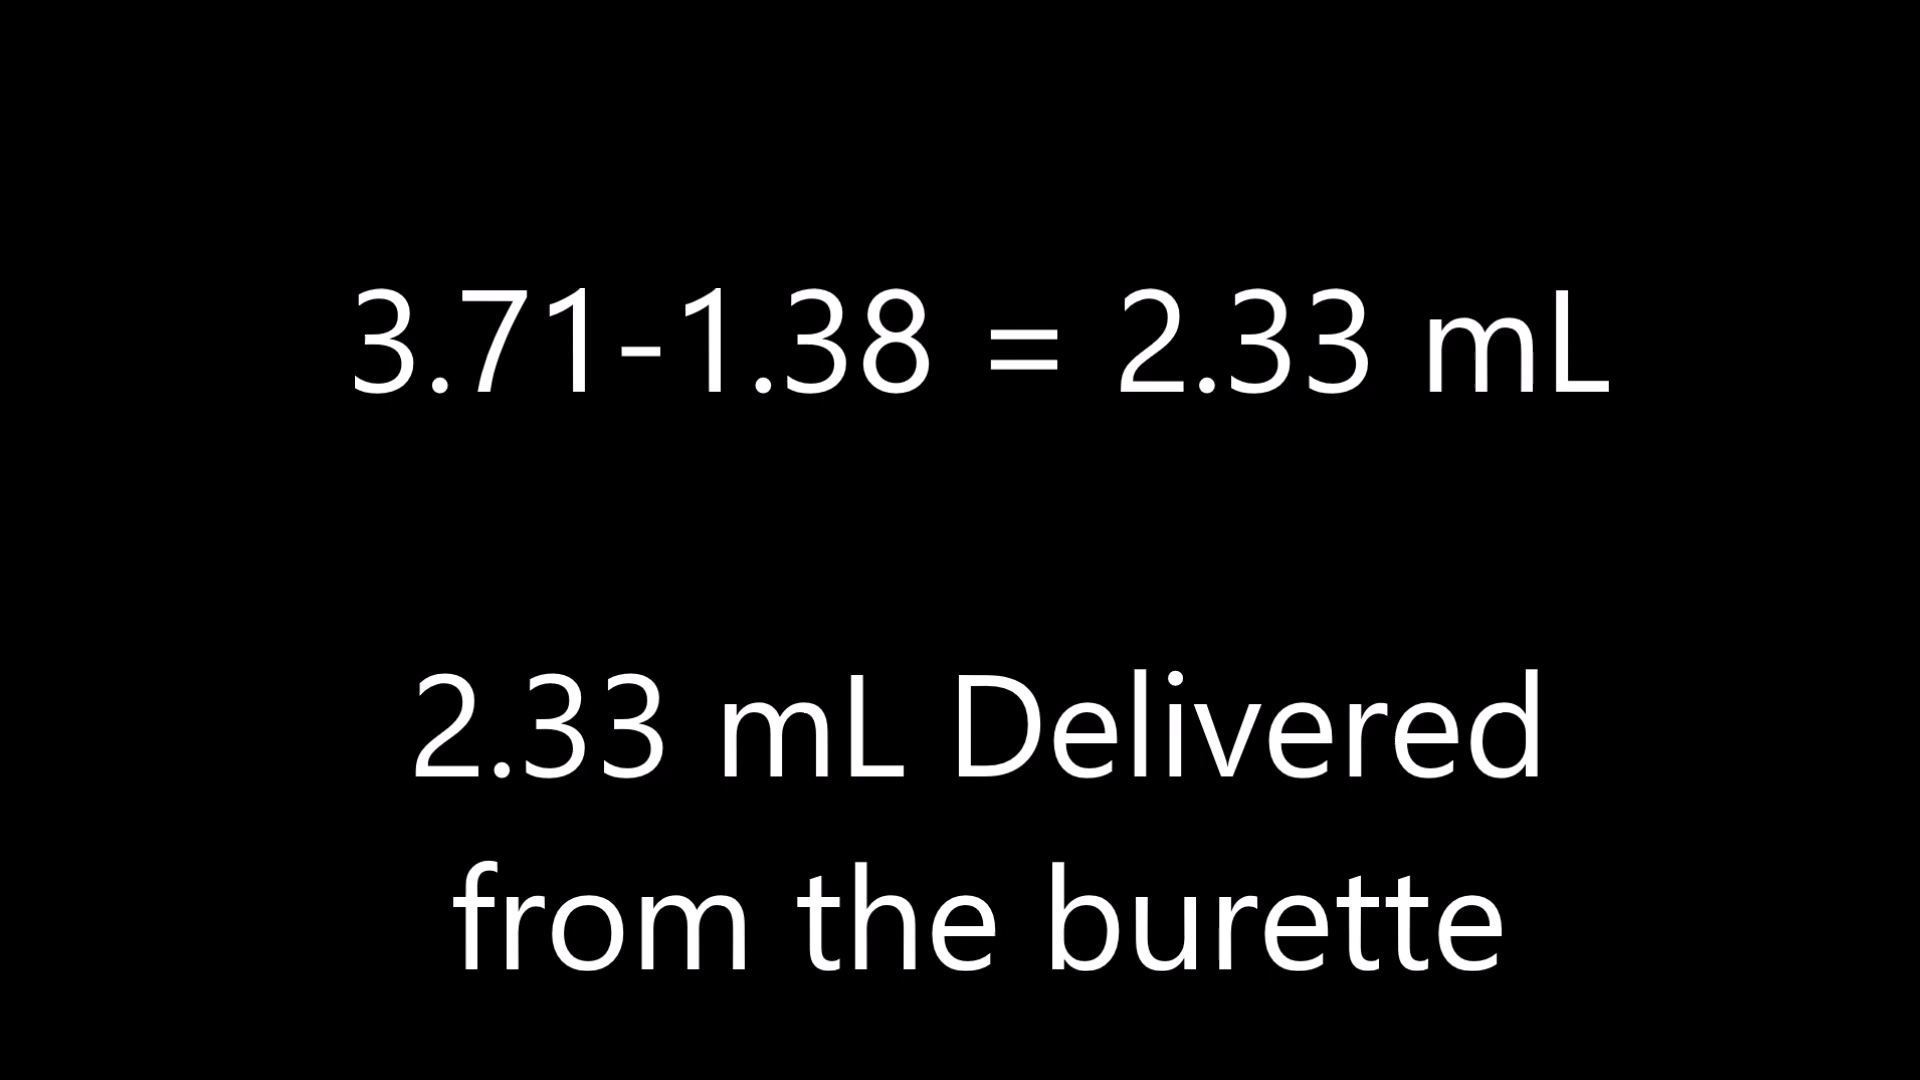 3.71-1.38 = 2.33 mL
2.33 mL Delivered
from the burette